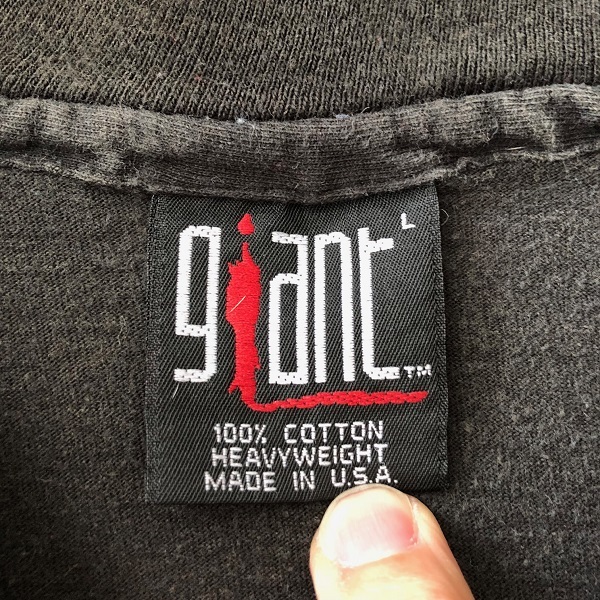 giant L
™
100% COTTON
HEAVYWEIGHT
MADE IN U.S.A.